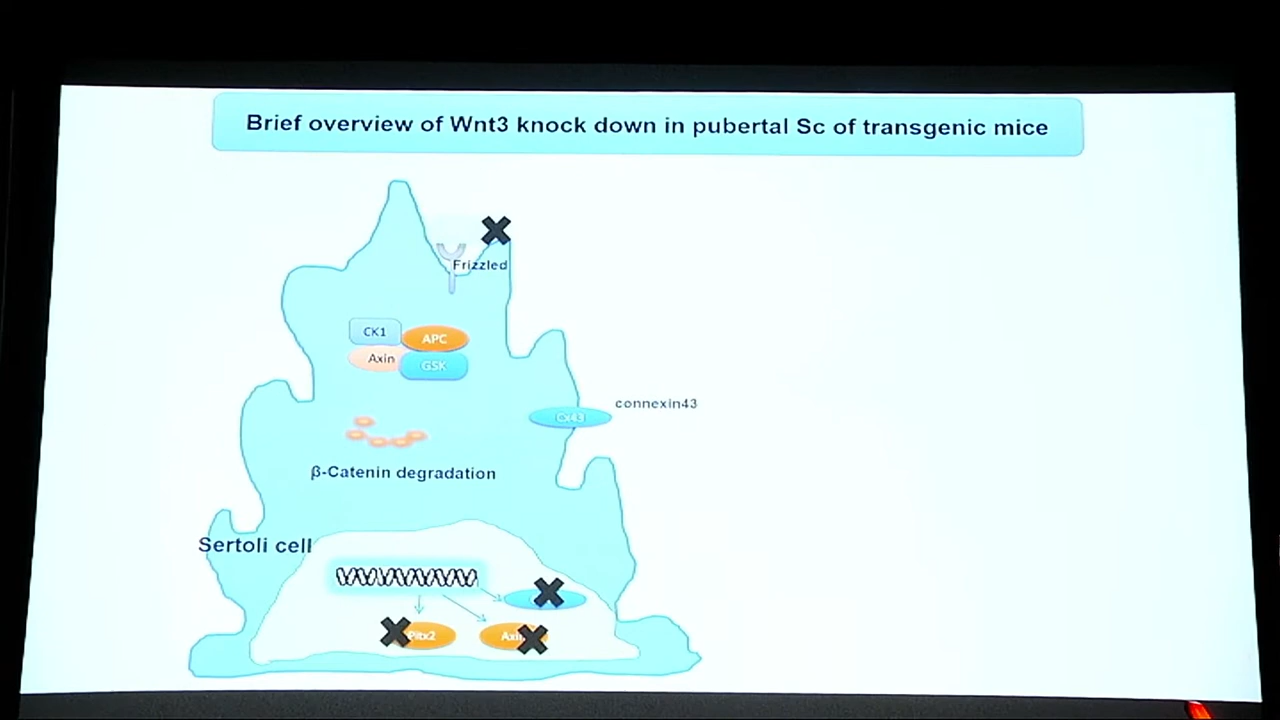 Brief overview of Wnt3 knock down in pubertal Sc of transgenic mice
Frizzled
CK1
APC
Axin
GSK
connexin43
Cx43
β-Catenin degradation
Sertoli cell
Pitx2